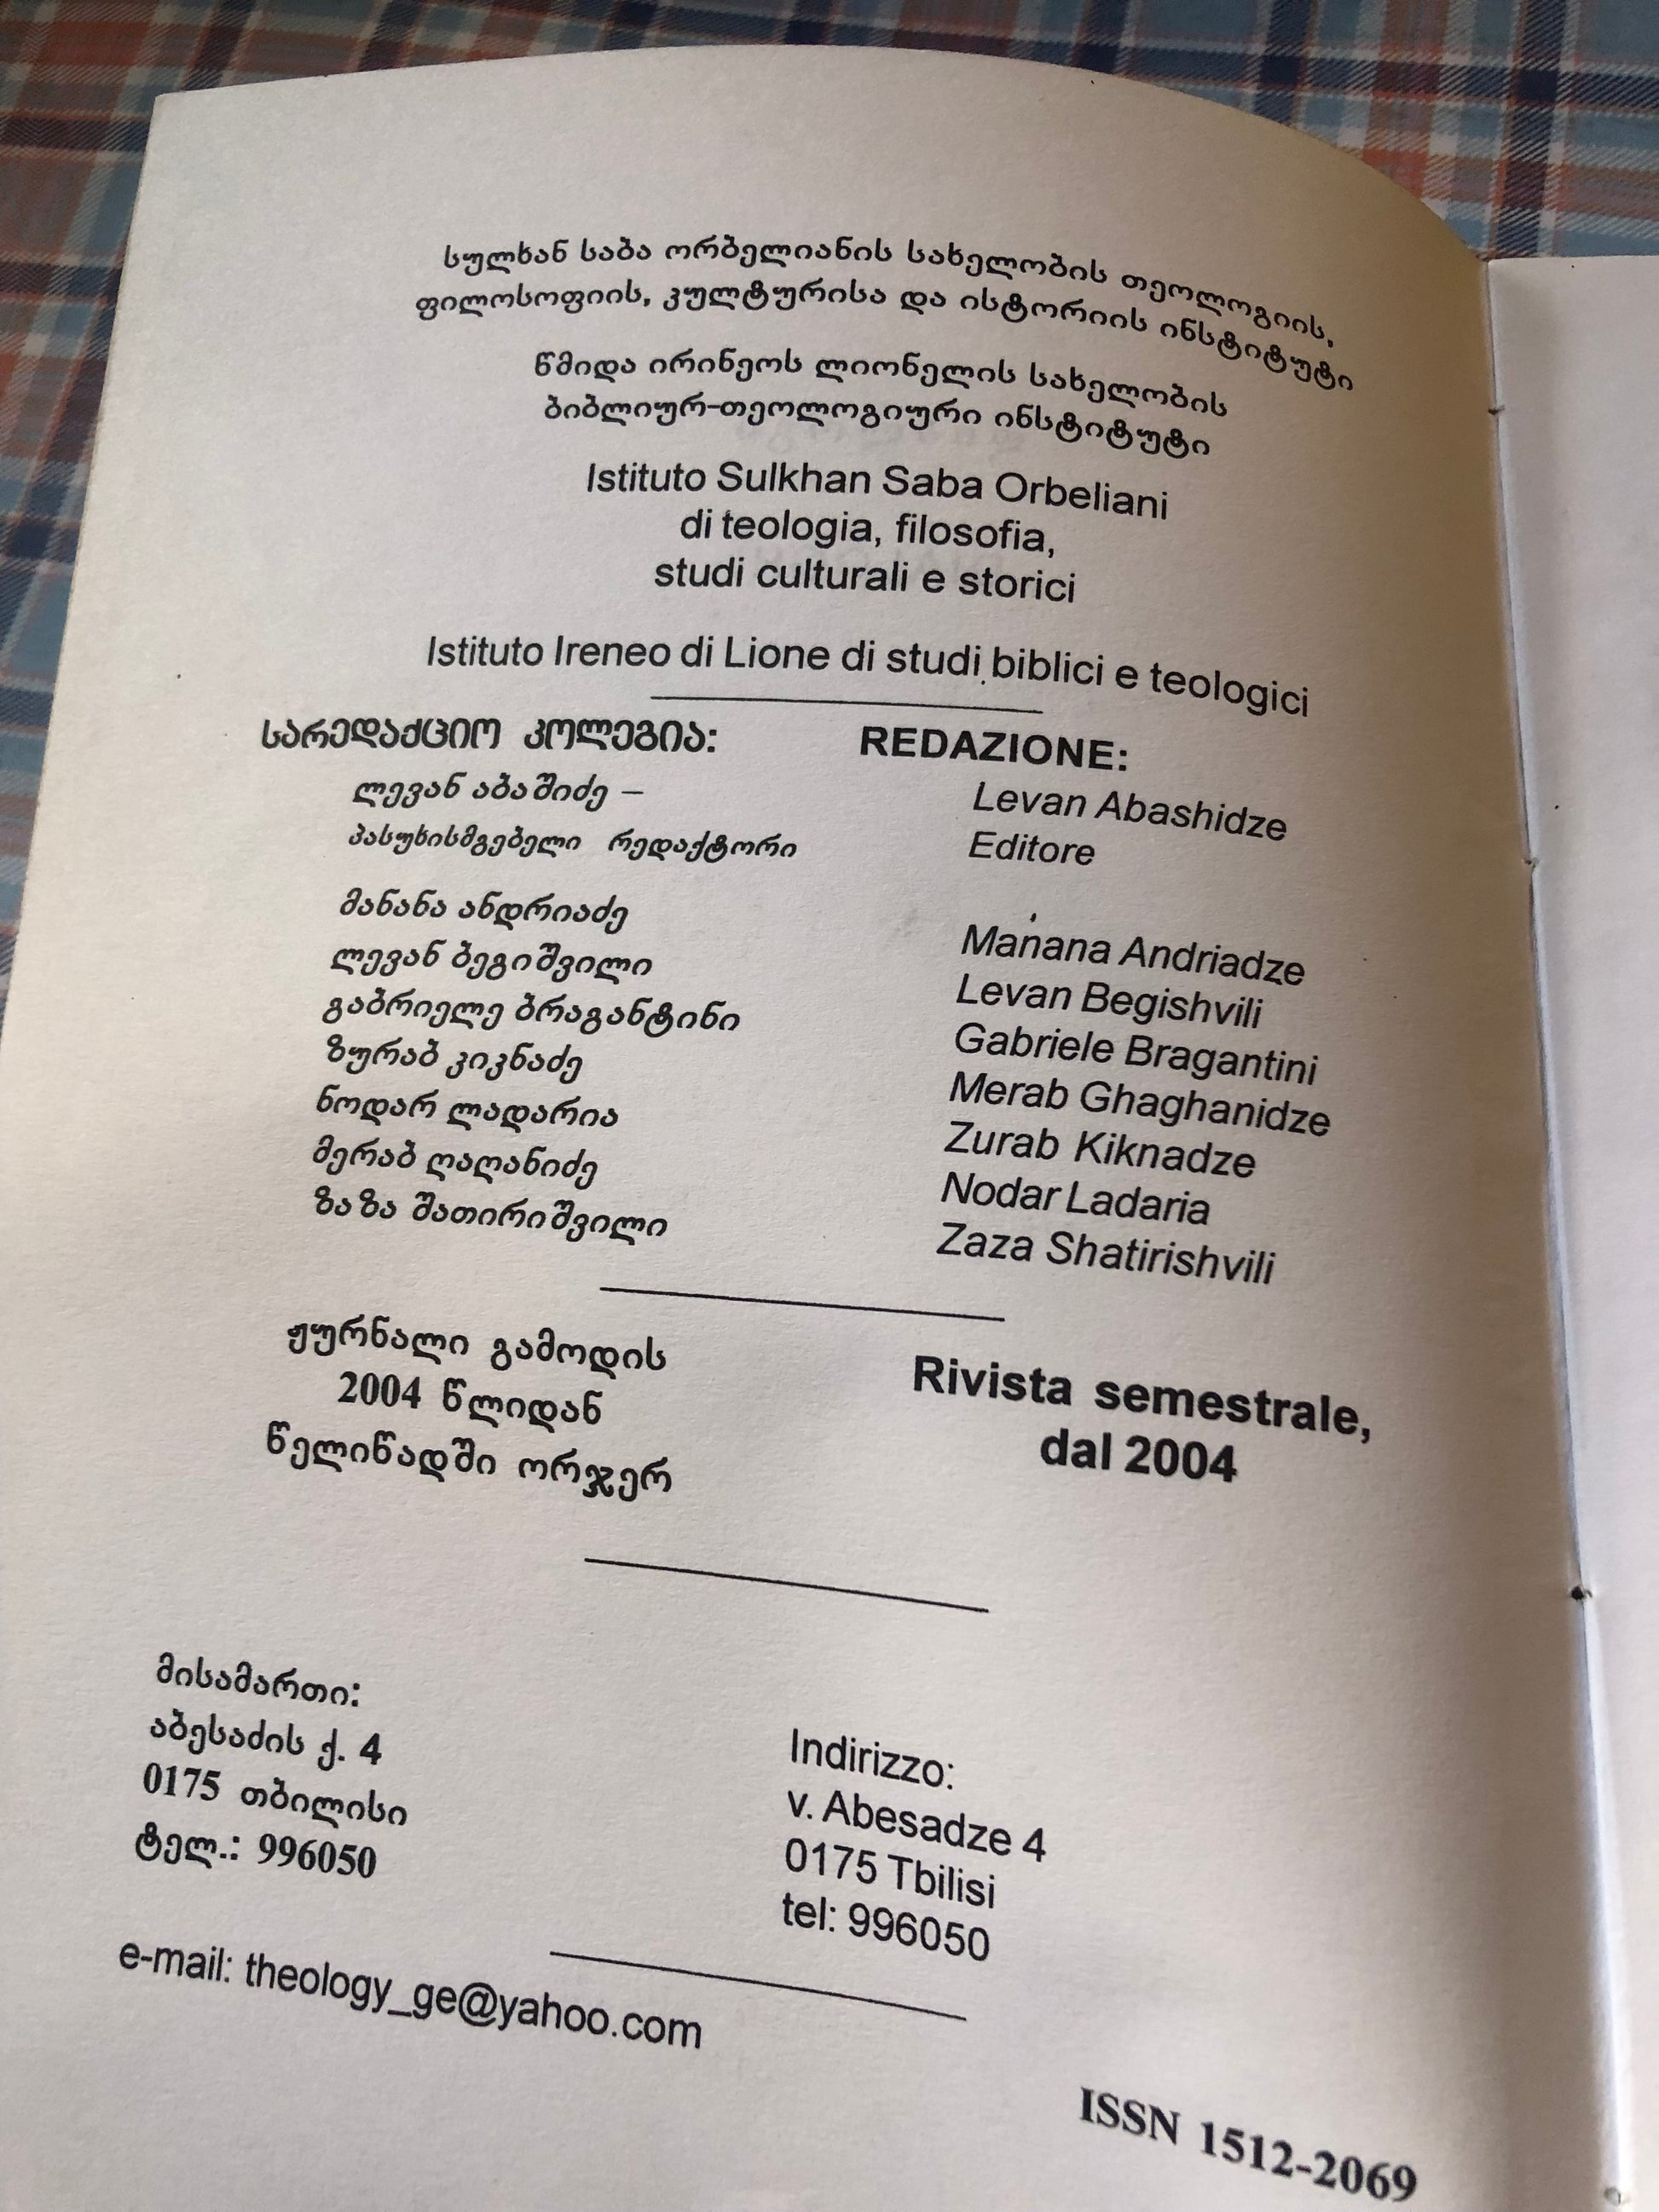 სულხან საბა ორბელიანის სახელობის თეოლოგიის,
ფილოსოფიის, კულტურისა და ისტორიის ინსტიტუტი
წმიდა ირინეოს ლიონელის სახელობის
ბიბლიურ-თეოლოგიური ინსტიტუტი
Istituto Sulkhan Saba Orbeliani
di teologia, filosofia,
studi culturali e storici
Istituto Ireneo di Lione di studi biblici e teologici
სარედაქციო კოლეგია:
ლევან აბაშიძე –
პასუხისმგებელი რედაქტორი
მანანა ანდრიაძე
ლევან ბეგიშვილი
გაბრიელე ბრაგანტინი
ზურაბ კიკნაძე
ნოდარ ლადარია
მერაბ ღაღანიძე
ზაზა შათირიშვილი
REDAZIONE:
Levan Abashidze
Editore
Manana Andriadze
Levan Begishvili
Gabriele Bragantini
Merab Ghaghanidze
Zurab Kiknadze
Nodar Ladaria
Zaza Shatirishvili
ჟურნალი გამოდის
2004 წლიდან
წელიწადში ორჯერ
Rivista semestrale,
dal 2004
მისამართი:
აბესაძის ქ. 4
0175 თბილისი
ტელ.: 996050
Indirizzo:
v. Abesadze 4
0175 Tbilisi
tel: 996050
e-mail: theology_ge@yahoo.com
ISSN 1512-2069